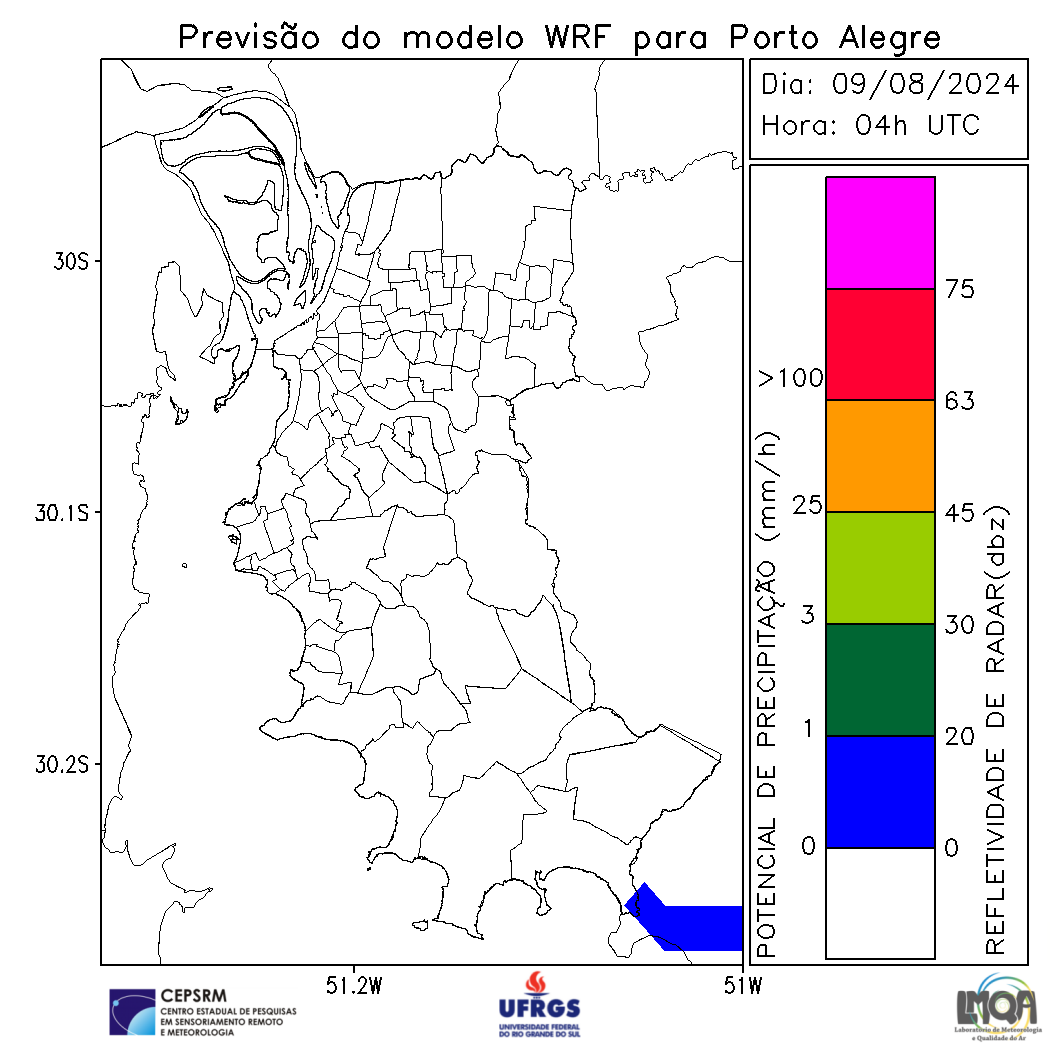 Previsão do modelo WRF para Porto Alegre
Dia: 09/08/2024
Hora: 04h UTC
30S
30.1S
30.2S
51.2W
51W
POTENCIAL DE PRECIPITAÇÃO (mm/h)
>100
25
3
1
0
75
63
45
30
20
0
REFLETIVIDADE DE RADAR(dbz)
CEPSRM
CENTRO ESTADUAL DE PESQUISAS
EM SENSORIAMENTO REMOTO
E METEOROLOGIA
UFRGS
UNIVERSIDADE FEDERAL
DO RIO GRANDE DO SUL
LMQA
Laboratório de Meteorologia
e Qualidade do Ar